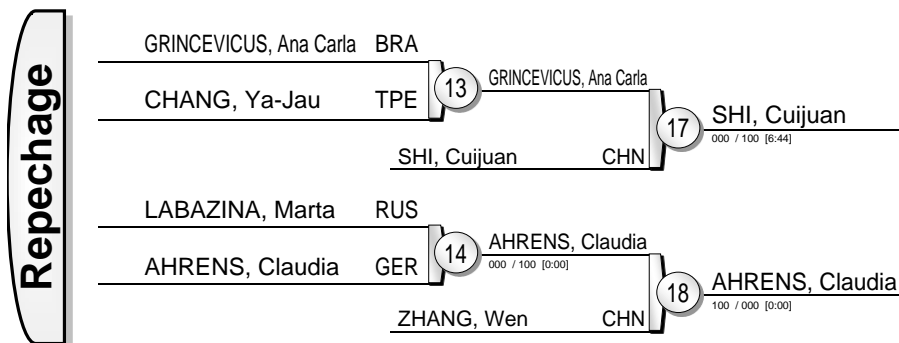 Repechage
GRINCEVICUS, Ana Carla BRA
CHANG, Ya-Jau TPE
13
GRINCEVICUS, Ana Carla
SHI, Cuijuan CHN
17
SHI, Cuijuan
000 / 100 [6:44]
LABAZINA, Marta RUS
AHRENS, Claudia GER
14
AHRENS, Claudia
000 / 100 [0:00]
ZHANG, Wen CHN
18
AHRENS, Claudia
100 / 000 [0:00]